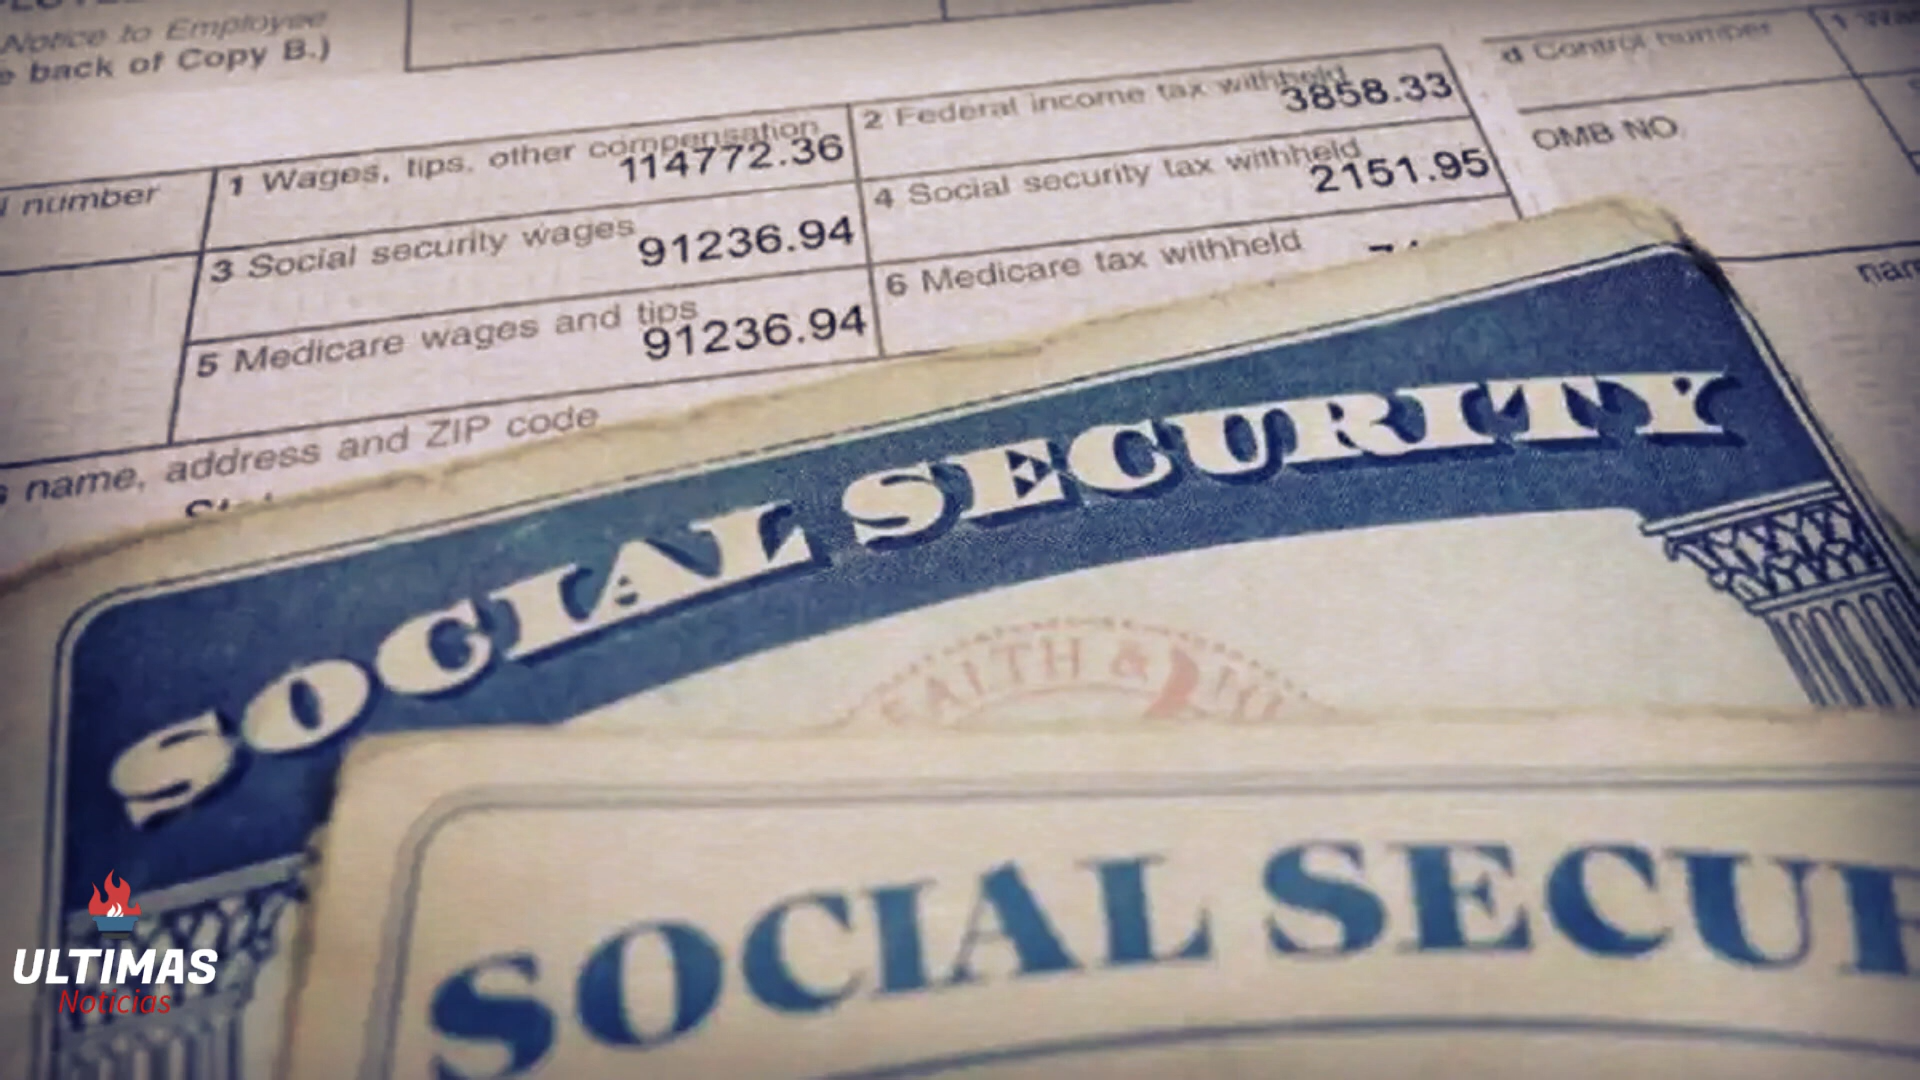 Notice to Employee
back of Copy B.)
d Control number
1
OMB NO.
number
1 Wages, tips, other compensation
114772.36
2 Federal income tax withheld
3858.33
3 Social security wages
91236.94
4 Social security tax withheld
2151.95
5 Medicare wages and tips
91236.94
6 Medicare tax withheld
name, address and ZIP code
SOCIAL SECURITY
FAITH &
SOCIAL SECUR
ULTIMAS
Noticias